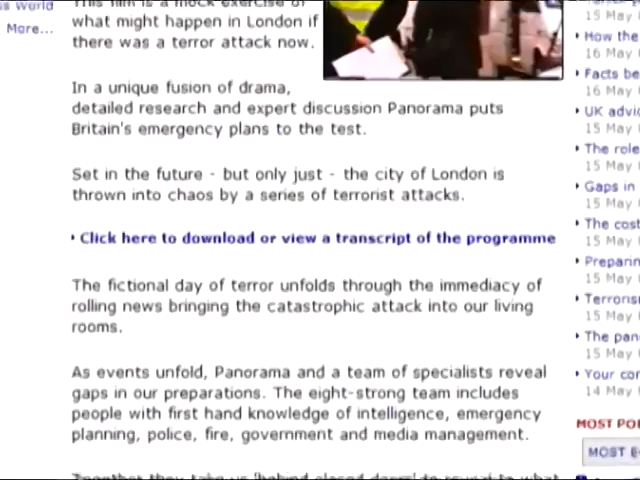 World
More...
This film is a mock exercise of
what might happen in London if
there was a terror attack now.
In a unique fusion of drama,
detailed research and expert discussion Panorama puts
Britain's emergency plans to the test.
Set in the future - but only just - the city of London is
thrown into chaos by a series of terrorist attacks.
Click here to download or view a transcript of the programme
The fictional day of terror unfolds through the immediacy of
rolling news bringing the catastrophic attack into our living
rooms.
As events unfold, Panorama and a team of specialists reveal
gaps in our preparations. The eight-strong team includes
people with first hand knowledge of intelligence, emergency
planning, police, fire, government and media management.
15 May
How the
16 May
Facts be
16 May
UK advic
15 May
The role
15 May
Gaps in
15 May
The cost
15 May
Preparin
15 May
Terroris
15 May
The pan
15 May
Your cor
14 May
MOST POP
MOST E